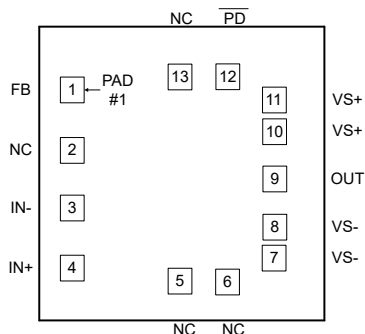 NC PD
FB 1 PAD #1 13 12
11 VS+
10 VS+
NC 2
9 OUT
IN- 3
8 VS-
7 VS-
IN+ 4
5 6
NC NC